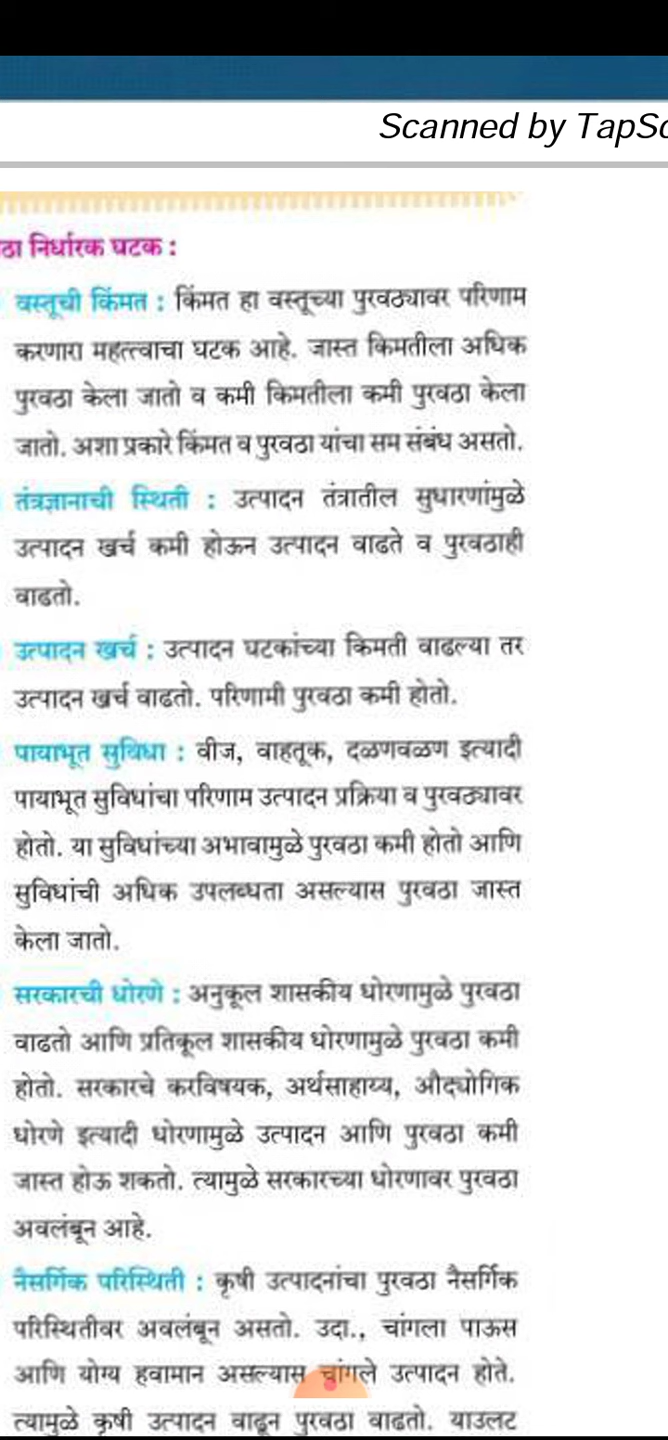 Scanned by TapSc
ठा निर्धारक घटक :
वस्तूची किंमत : किंमत हा वस्तूच्या पुरवठ्यावर परिणाम
करणारा महत्त्वाचा घटक आहे. जास्त किमतीला अधिक
पुरवठा केला जातो व कमी किमतीला कमी पुरवठा केला
जातो. अशा प्रकारे किंमत व पुरवठा यांचा सम संबंध असतो.
तंत्रज्ञानाची स्थिती : उत्पादन तंत्रातील सुधारणांमुळे
उत्पादन खर्च कमी होऊन उत्पादन वाढते व पुरवठाही
वाढतो.
उत्पादन खर्च : उत्पादन घटकांच्या किमती वाढल्या तर
उत्पादन खर्च वाढतो. परिणामी पुरवठा कमी होतो.
पायाभूत सुविधा : वीज, वाहतूक, दळणवळण इत्यादी
पायाभूत सुविधांचा परिणाम उत्पादन प्रक्रिया व पुरवठ्यावर
होतो. या सुविधांच्या अभावामुळे पुरवठा कमी होतो आणि
सुविधांची अधिक उपलब्धता असल्यास पुरवठा जास्त
केला जातो.
सरकारची धोरणे : अनुकूल शासकीय धोरणामुळे पुरवठा
वाढतो आणि प्रतिकूल शासकीय धोरणामुळे पुरवठा कमी
होतो. सरकारचे करविषयक, अर्थसाहाय्य, औद्योगिक
धोरणे इत्यादी धोरणामुळे उत्पादन आणि पुरवठा कमी
जास्त होऊ शकतो. त्यामुळे सरकारच्या धोरणावर पुरवठा
अवलंबून आहे.
नैसर्गिक परिस्थिती : कृषी उत्पादनांचा पुरवठा नैसर्गिक
परिस्थितीवर अवलंबून असतो. उदा., चांगला पाऊस
आणि योग्य हवामान असल्यास चांगले उत्पादन होते.
त्यामुळे कृषी उत्पादन वाढून पुरवठा वाढतो. याउलट